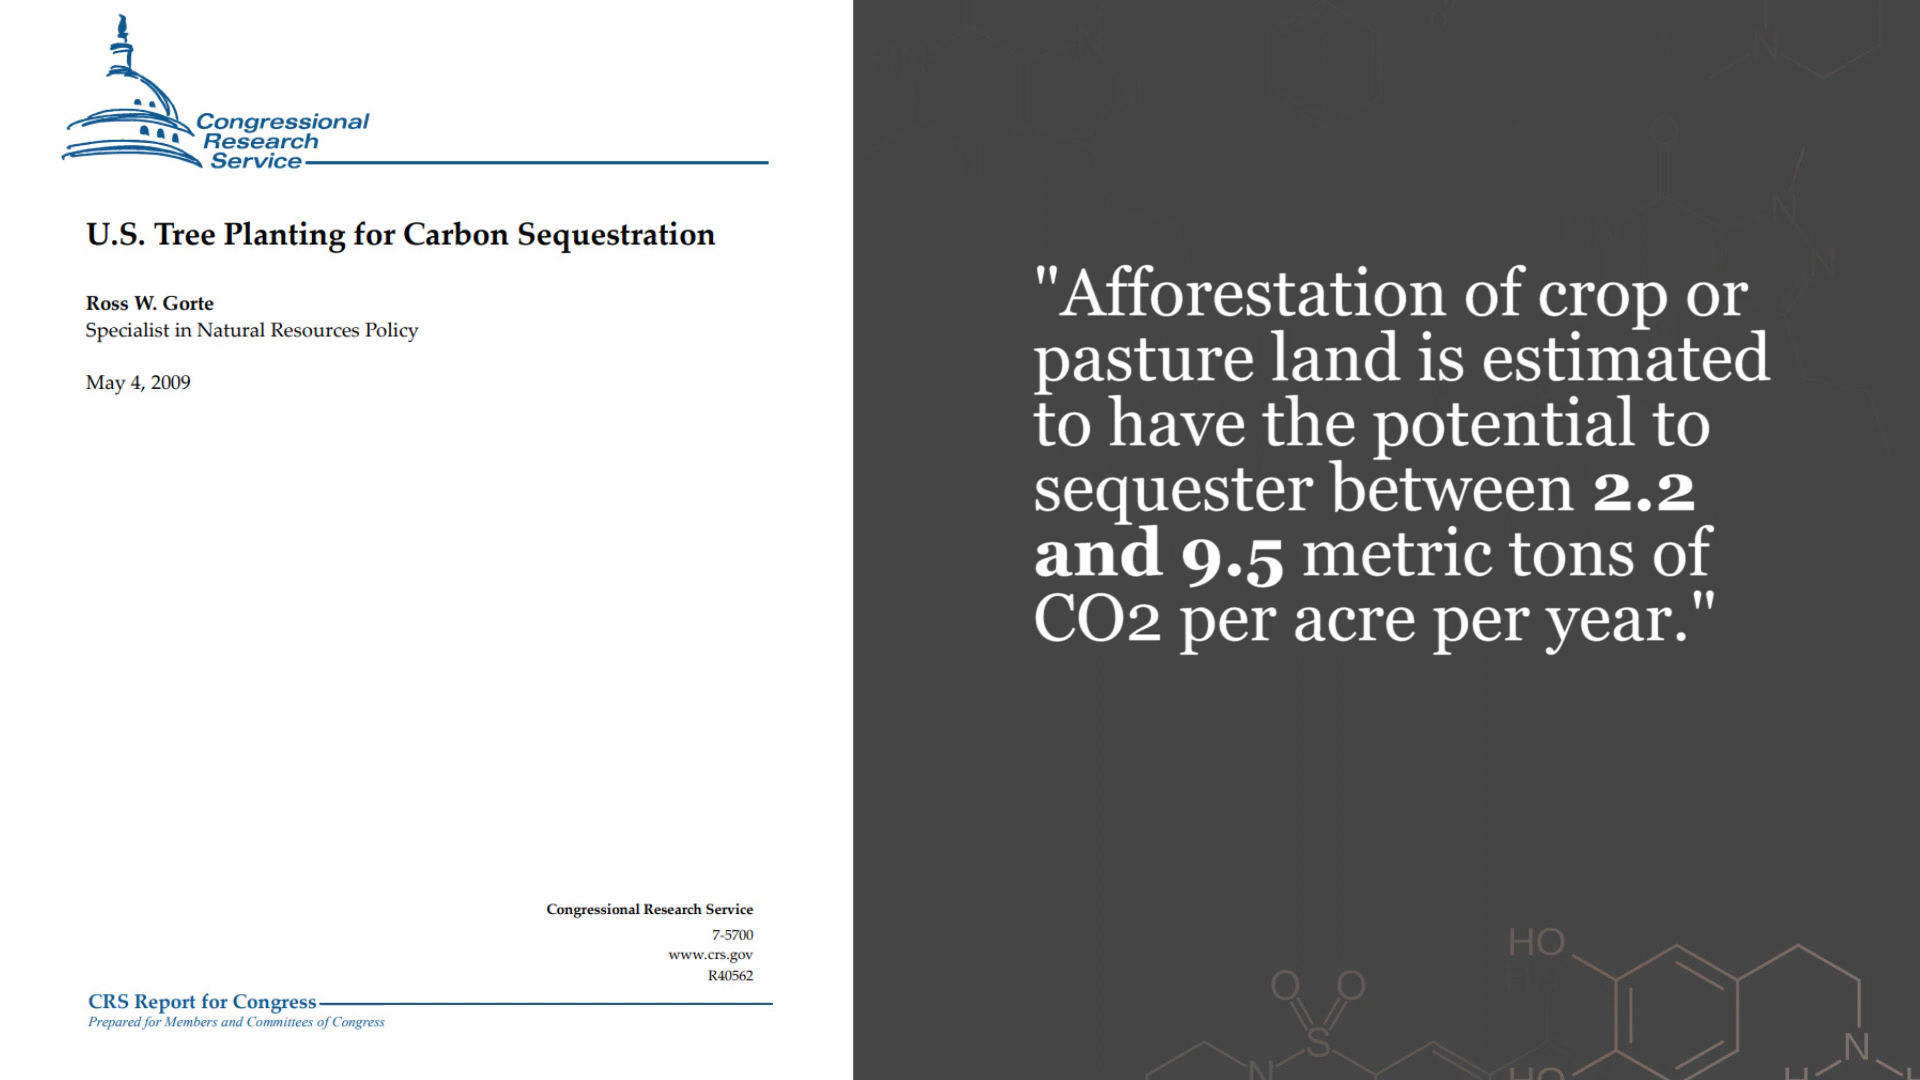 Congressional
Research
Service
U.S. Tree Planting for Carbon Sequestration
Ross W. Gorte
Specialist in Natural Resources Policy
May 4, 2009
Congressional Research Service
7-5700
www.crs.gov
R40562
CRS Report for Congress
Prepared for Members and Committees of Congress
"Afforestation of crop or
pasture land is estimated
to have the potential to
sequester between 2.2
and 9.5 metric tons of
CO2 per acre per year."
HO
O O
S
N
N
HO
H
H